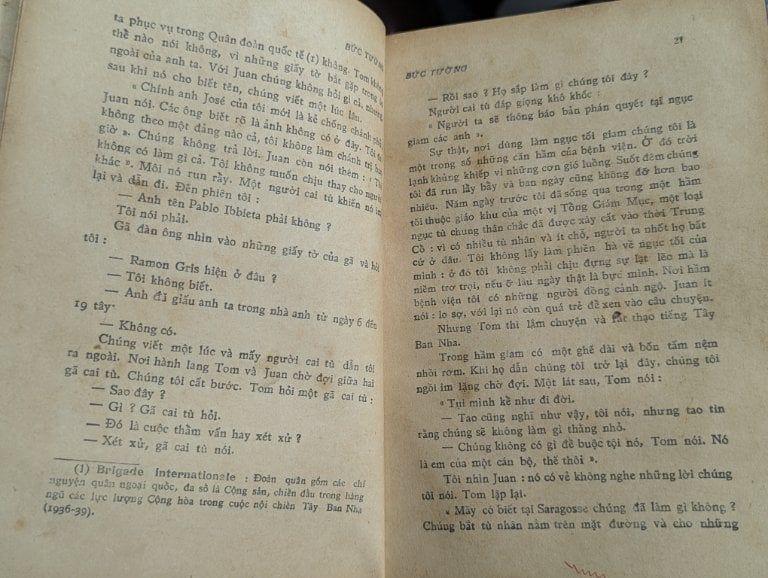 BỨC TƯỜNG
ta phục vụ trong Quân đoàn quốc tế (1) không. Tom không
thế nào nói không, vì những giấy tờ bắt gặp trong áo
ngoài của anh ta. Với Juan chúng không hỏi gì cả, nhưng
sau khi nó cho biết tên, chúng viết một lúc lâu.
« Chính anh José của tôi mới là kẻ chống chánh phủ
Juan nói. Các ông biết rõ là ảnh không có ở đây. Tôi
không theo một đảng nào cả, tôi không làm chánh trị bao
giờ ». Chúng không trả lời. Juan còn nói thêm : « Tôi
không có làm gì cả. Tôi không muốn chịu thay cho người
khác ». Môi nó run rẩy. Một người cai tù khiến nó im
lại và dẫn đi. Đến phiên tôi :
— Anh tên Pablo Ibbieta phải không ?
Tôi nói phải.
Gã đàn ông nhìn vào những giấy tờ của gã và hỏi
tôi :
— Ramon Gris hiện ở đâu ?
— Tôi không biết.
— Anh đã giấu anh ta trong nhà anh từ ngày 6 đến
19 tây.
— Không có.
Chúng viết một lúc và mấy người cai tù dẫn tôi
ra ngoài. Nơi hành lang Tom và Juan chờ đợi giữa hai
gã cai tù. Chúng tôi cất bước. Tom hỏi một gã cai tù :
— Sao đây ?
— Gì ? Gã cai tù hỏi.
— Đó là cuộc thẩm vấn hay xét xử ?
— Xét xử, gã cai tù nói.
(1) Brigade Internationale : Đoàn quân gồm các chí
nguyện quân ngoại quốc, đa số là Cộng sản, chiến đấu trong hàng
ngũ các lực lượng Cộng hòa trong cuộc nội chiến Tây Ban Nha
(1936-39).
BỨC TƯỜNG 21
— Rồi sao ? Họ sắp làm gì chúng tôi đây ?
Người cai tù đáp giọng khô khốc :
« Người ta sẽ thông báo bản phán quyết tại ngục
giam các anh ».
Sự thật, nơi dùng làm ngục tối giam chúng tôi là
một trong số những căn hầm của bệnh viện. Ở đó trời
lạnh khủng khiếp vì những cơn gió luồng. Suốt đêm chúng
tôi đã run lẩy bẩy và ban ngày cũng không đỡ hơn bao
nhiêu. Năm ngày trước tôi đã sống qua trong một hầm
tối thuộc giáo khu của một vị Tổng Giám Mục, một loại
ngục tù chung thân chắc đã được xây cất vào thời Trung
Cổ : vì có nhiều tù nhân và ít chỗ, người ta nhốt họ bất
cứ ở đâu. Tôi không lấy làm phiền hà về ngục tối của
mình : ở đó tôi không phải chịu đựng sự lạt lẽo mà là
niềm trơ trọi, nếu ở lâu ngày thật là bực mình. Nơi hầm
bệnh viện tôi có những người đồng cảnh ngộ. Juan ít
nói : lo sợ, với lại nó còn quá trẻ để xen vào câu chuyện.
Nhưng Tom thì lắm chuyện và rất thạo tiếng Tây
Ban Nha.
Trong hầm giam có một ghế dài và bốn tấm nệm
nhồi rơm. Khi họ dẫn chúng tôi trở lại đây, chúng tôi
ngồi im lặng chờ đợi. Một lát sau, Tom nói :
« Tụi mình kể như đi đời.
— Tao cũng nghĩ như vậy, tôi nói, nhưng tao tin
rằng chúng sẽ không làm gì thằng nhỏ.
— Chúng không có gì để buộc tội nó, Tom nói. Nó
là em của một cán bộ, thế thôi ».
Tôi nhìn Juan : nó có vẻ không nghe những lời chúng
tôi nói. Tom lập lại.
« Mầy có biết tại Saragosse chúng đã làm gì không ?
Chúng bắt tù nhân nằm trên mặt đường và cho những